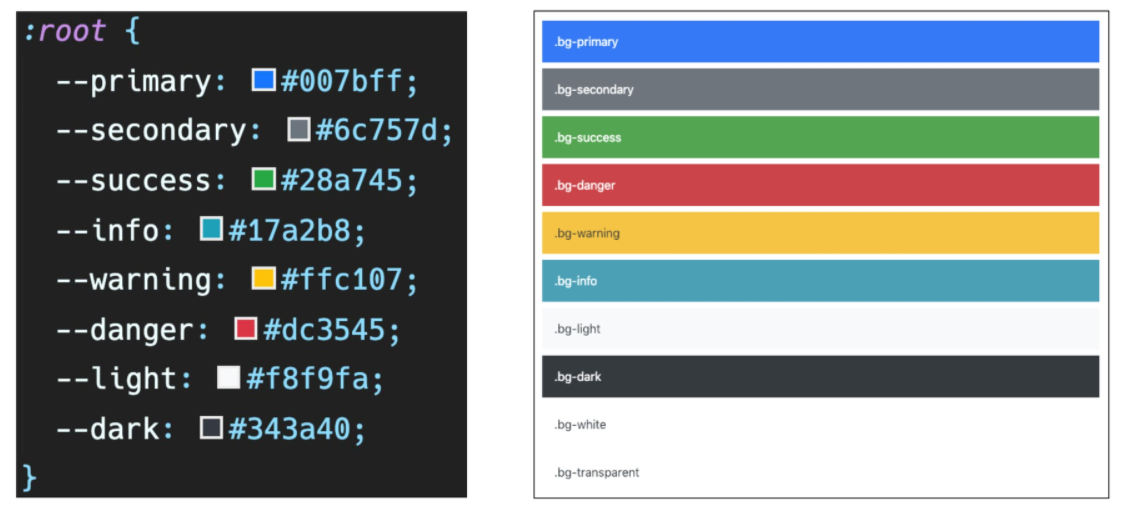 :root {
--primary: #007bff;
--secondary: #6c757d;
--success: #28a745;
--info: #17a2b8;
--warning: #ffc107;
--danger: #dc3545;
--light: #f8f9fa;
--dark: #343a40;
}
.bg-primary
.bg-secondary
.bg-success
.bg-danger
.bg-warning
.bg-info
.bg-light
.bg-dark
.bg-white
.bg-transparent